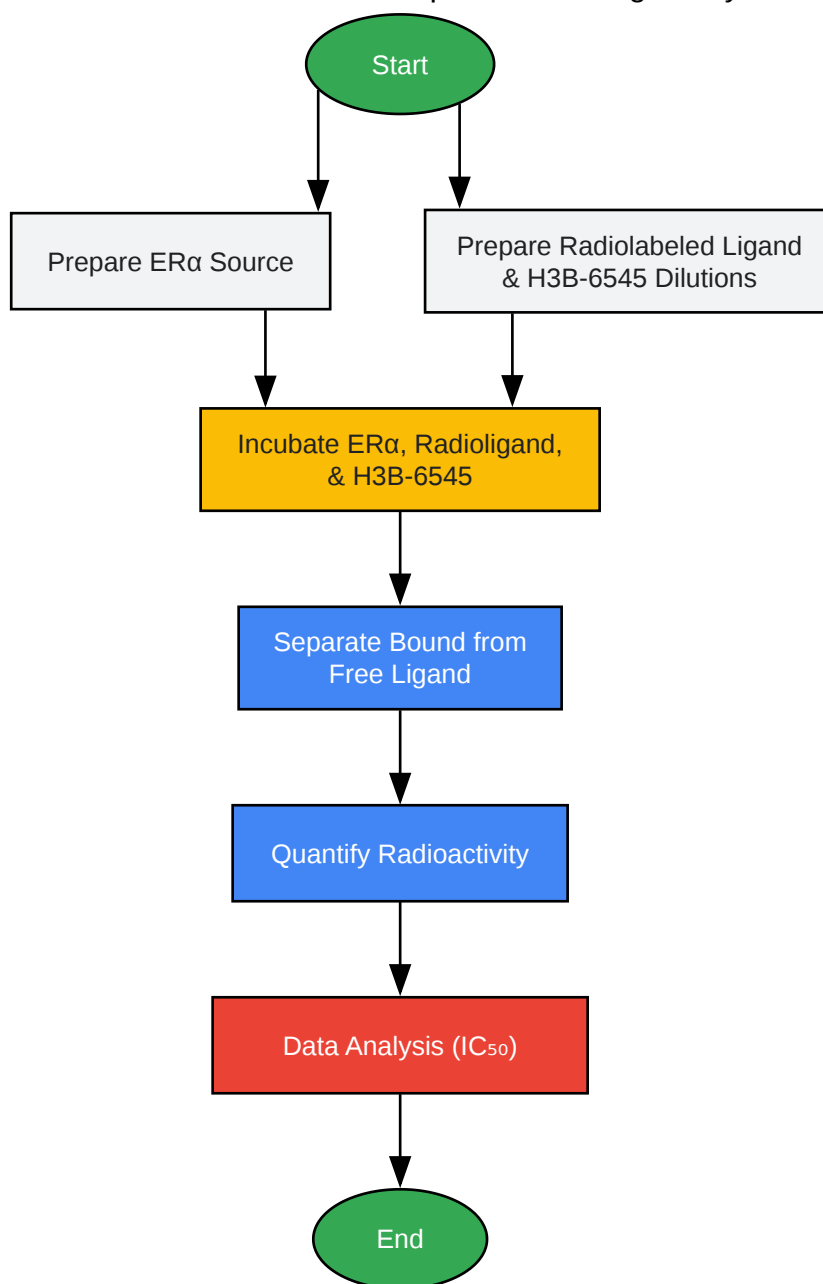 Start
Prepare ERα Source
Prepare Radiolabeled Ligand
& H3B-6545 Dilutions
Incubate ERα, Radioligand,
& H3B-6545
Separate Bound from
Free Ligand
Quantify Radioactivity
Data Analysis (IC₅₀)
End